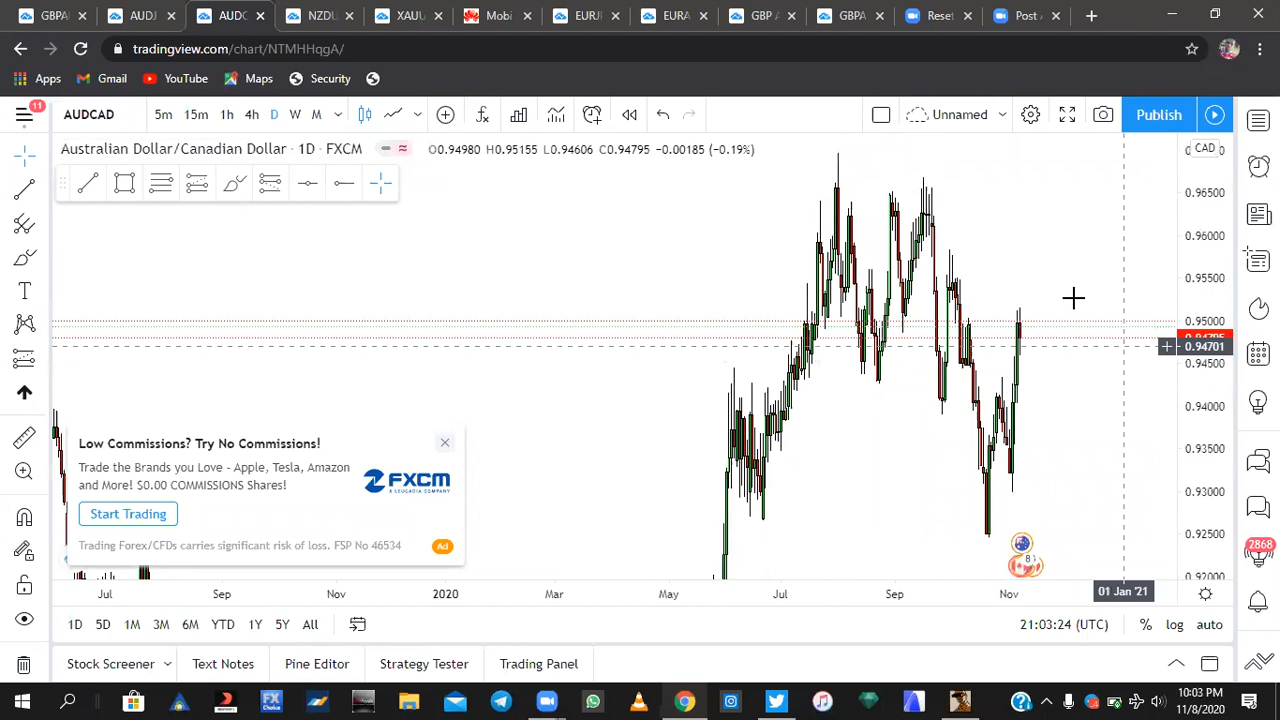 GBPA
AUDJ
AUDC
NZDU
XAUU
Mobi
EURJF
EURA
GBP A
GBPA
Reset
Post A
tradingview.com/chart/NTMHHqgA/
Apps
Gmail
YouTube
Maps
Security
11
AUDCAD
5m
15m
1h
4h
D
W
M
Unnamed
Publish
Australian Dollar/Canadian Dollar · 1D · FXCM
O0.94980 H0.95155 L0.94606 C0.94795 -0.00185 (-0.19%)
CAD
0.96500
0.96000
0.95500
0.95000
0.94795
0.94701
0.94500
0.94000
0.93500
0.93000
0.92500
0.92000
Low Commissions? Try No Commissions!
Trade the Brands you Love - Apple, Tesla, Amazon
and More! $0.00 COMMISSIONS Shares!
FXCM
A LEUCADIA COMPANY
Start Trading
Trading Forex/CFDs carries significant risk of loss. FSP No 46534
Ad
8
2868
Jul
Sep
Nov
2020
Mar
May
Jul
Sep
Nov
01 Jan '21
1D
5D
1M
3M
6M
YTD
1Y
5Y
All
21:03:24 (UTC)
%
log
auto
Stock Screener
Text Notes
Pine Editor
Strategy Tester
Trading Panel
FX
Choice
10:03 PM
11/8/2020